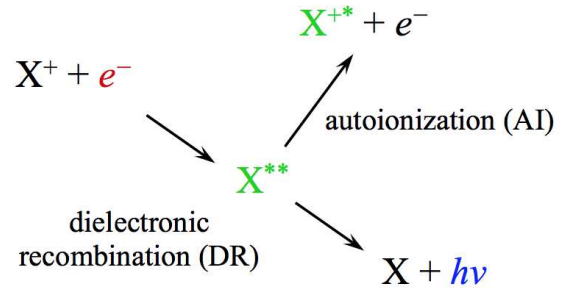 X⁺* + e⁻
X⁺ + e⁻
autoionization (AI)
X**
dielectronic
recombination (DR)
X + hν